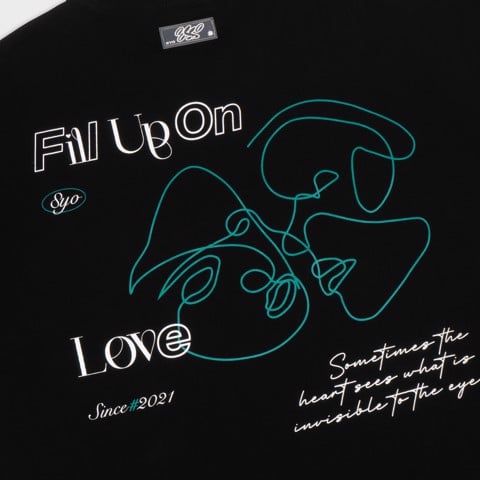 Fill Up On
Syo
Love
Since#2021
Sometimes the
heart sees what is
invisible to the eye